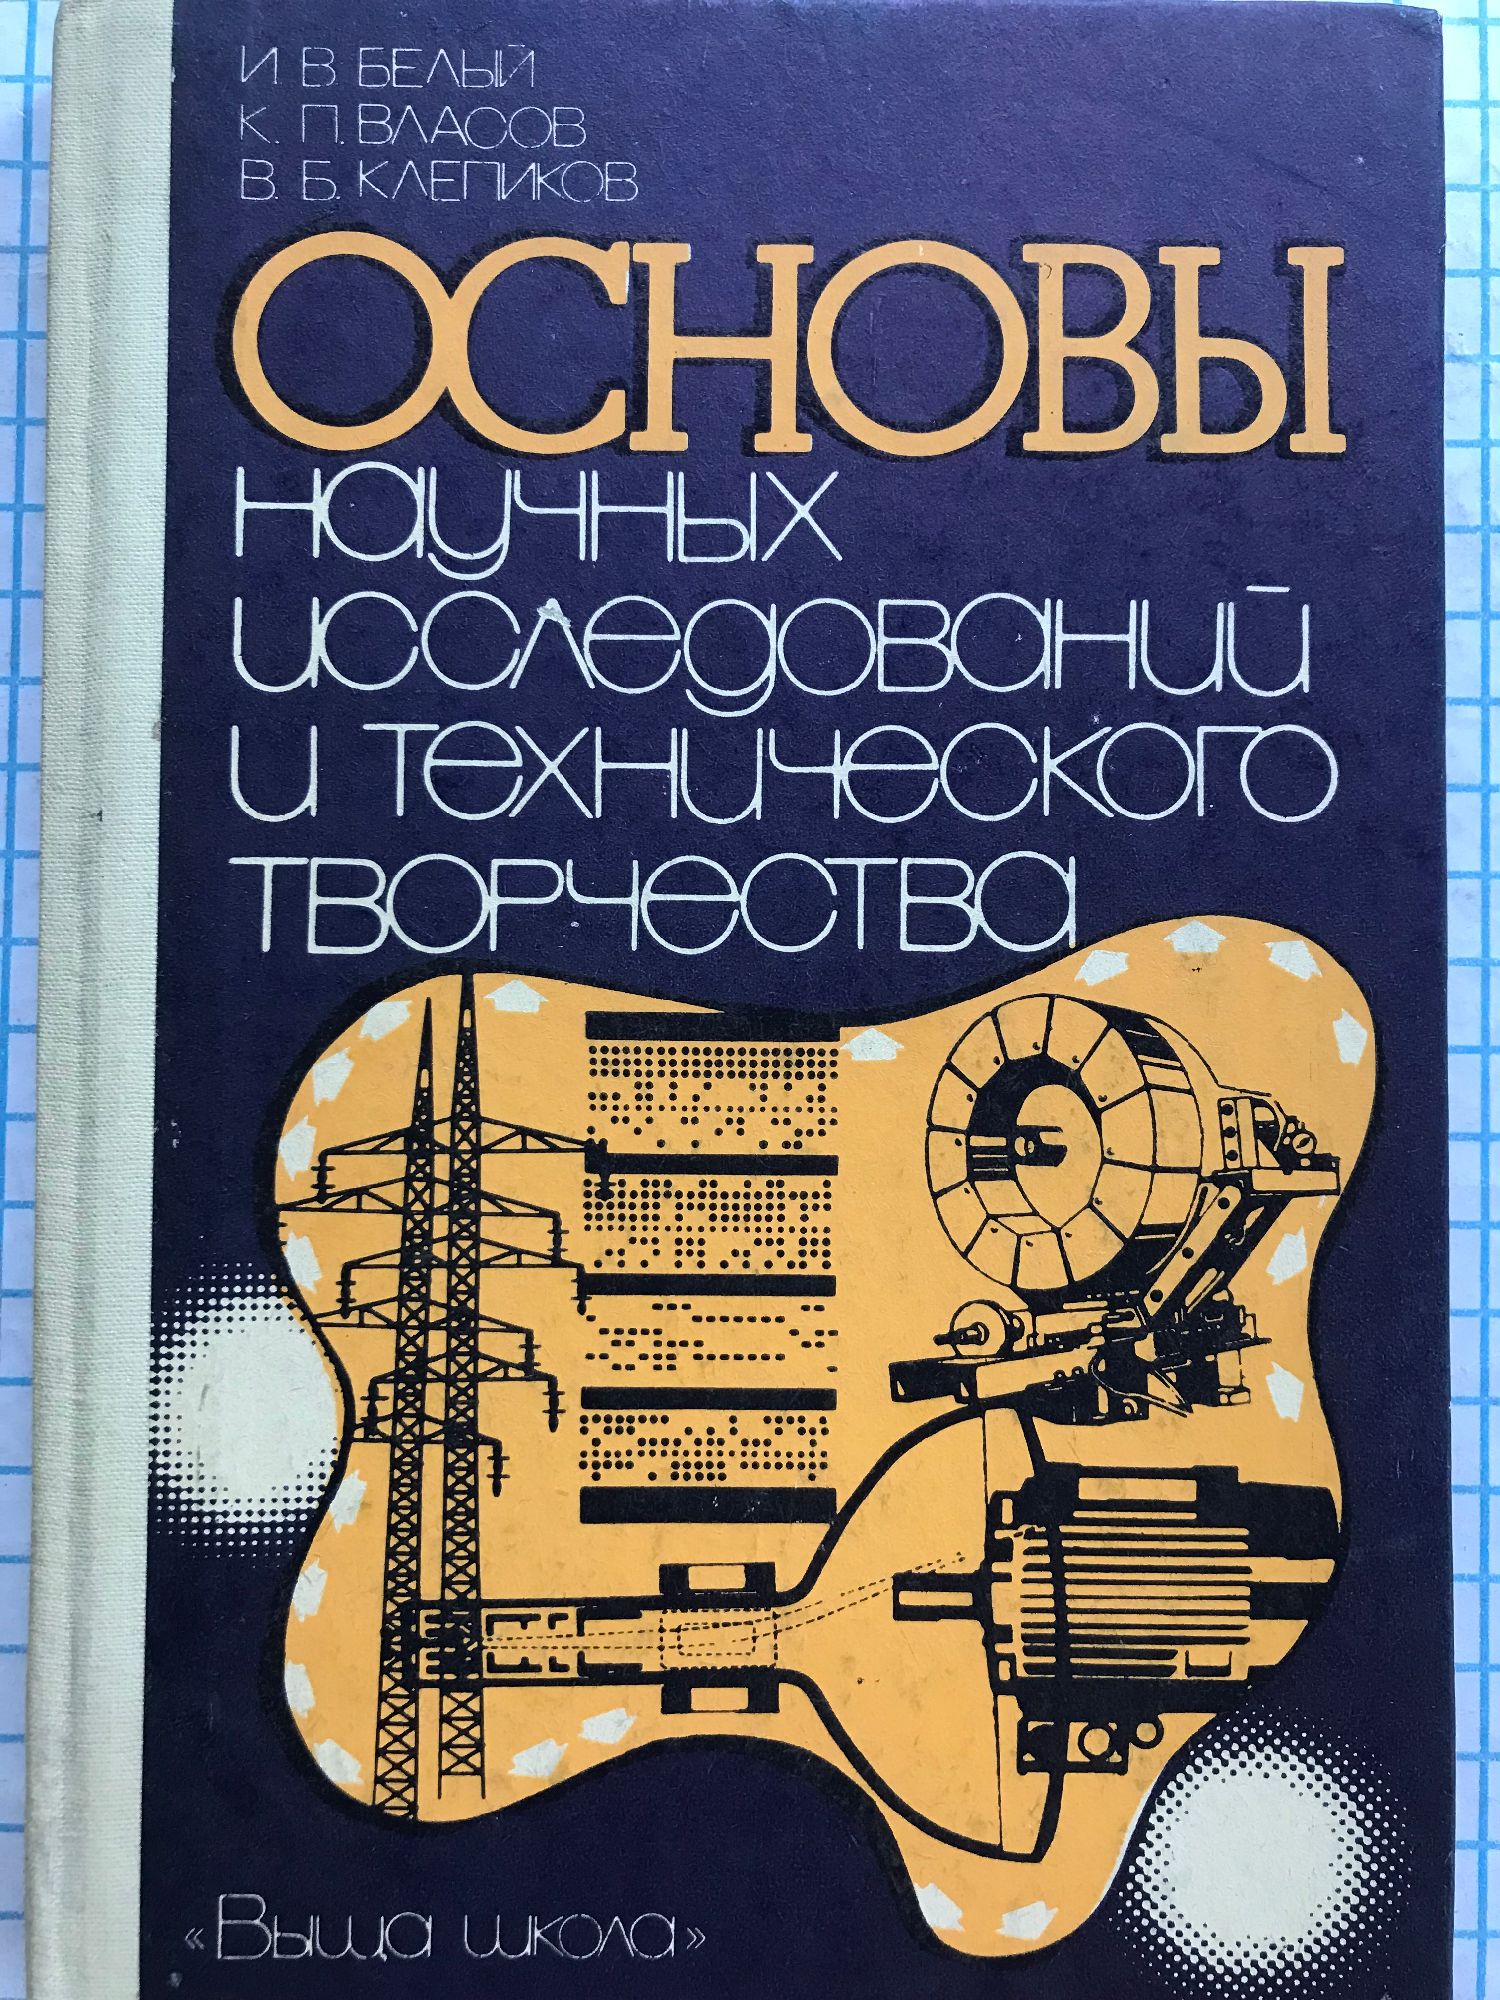 И. В. БЕЛЫЙ
К. П. ВЛАСОВ
В. Б. КЛЕПИКОВ
ОСНОВЫ
научных
исследований
и технического
творчества
«Выща школа»